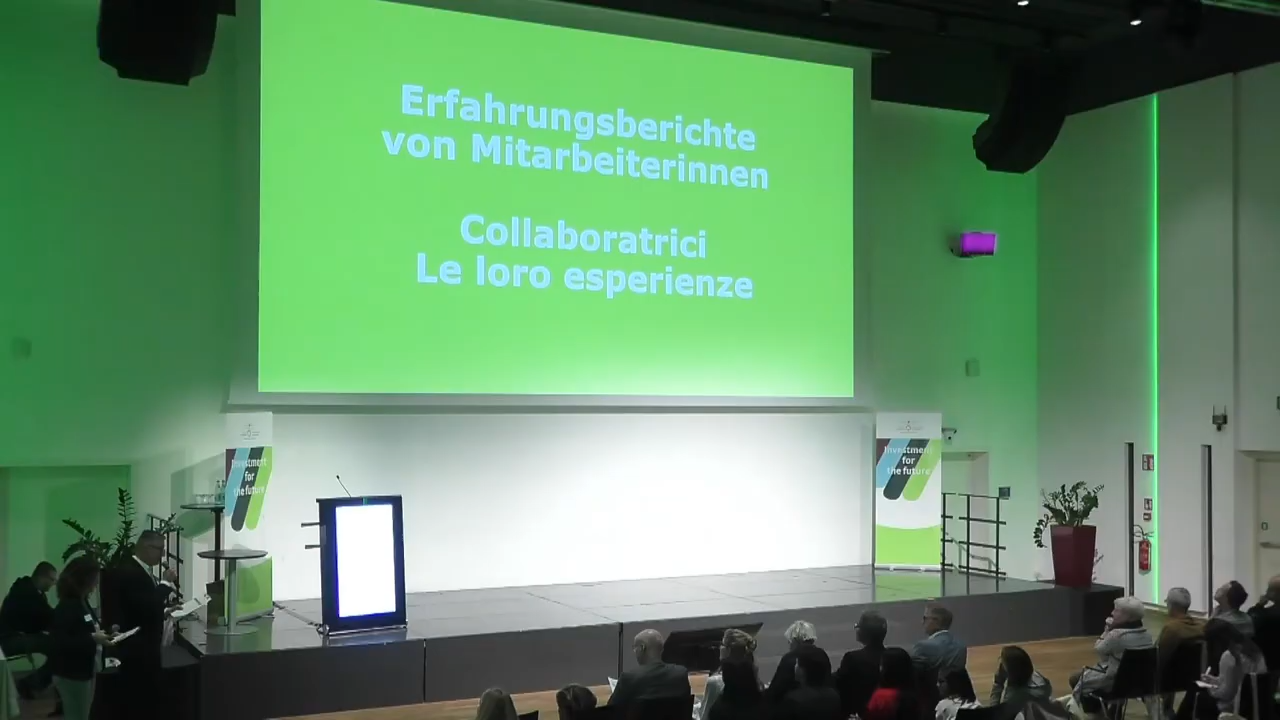 Erfahrungsberichte
von Mitarbeiterinnen
Collaboratrici
Le loro esperienze
Investment
for
the future
Investment
for
the future